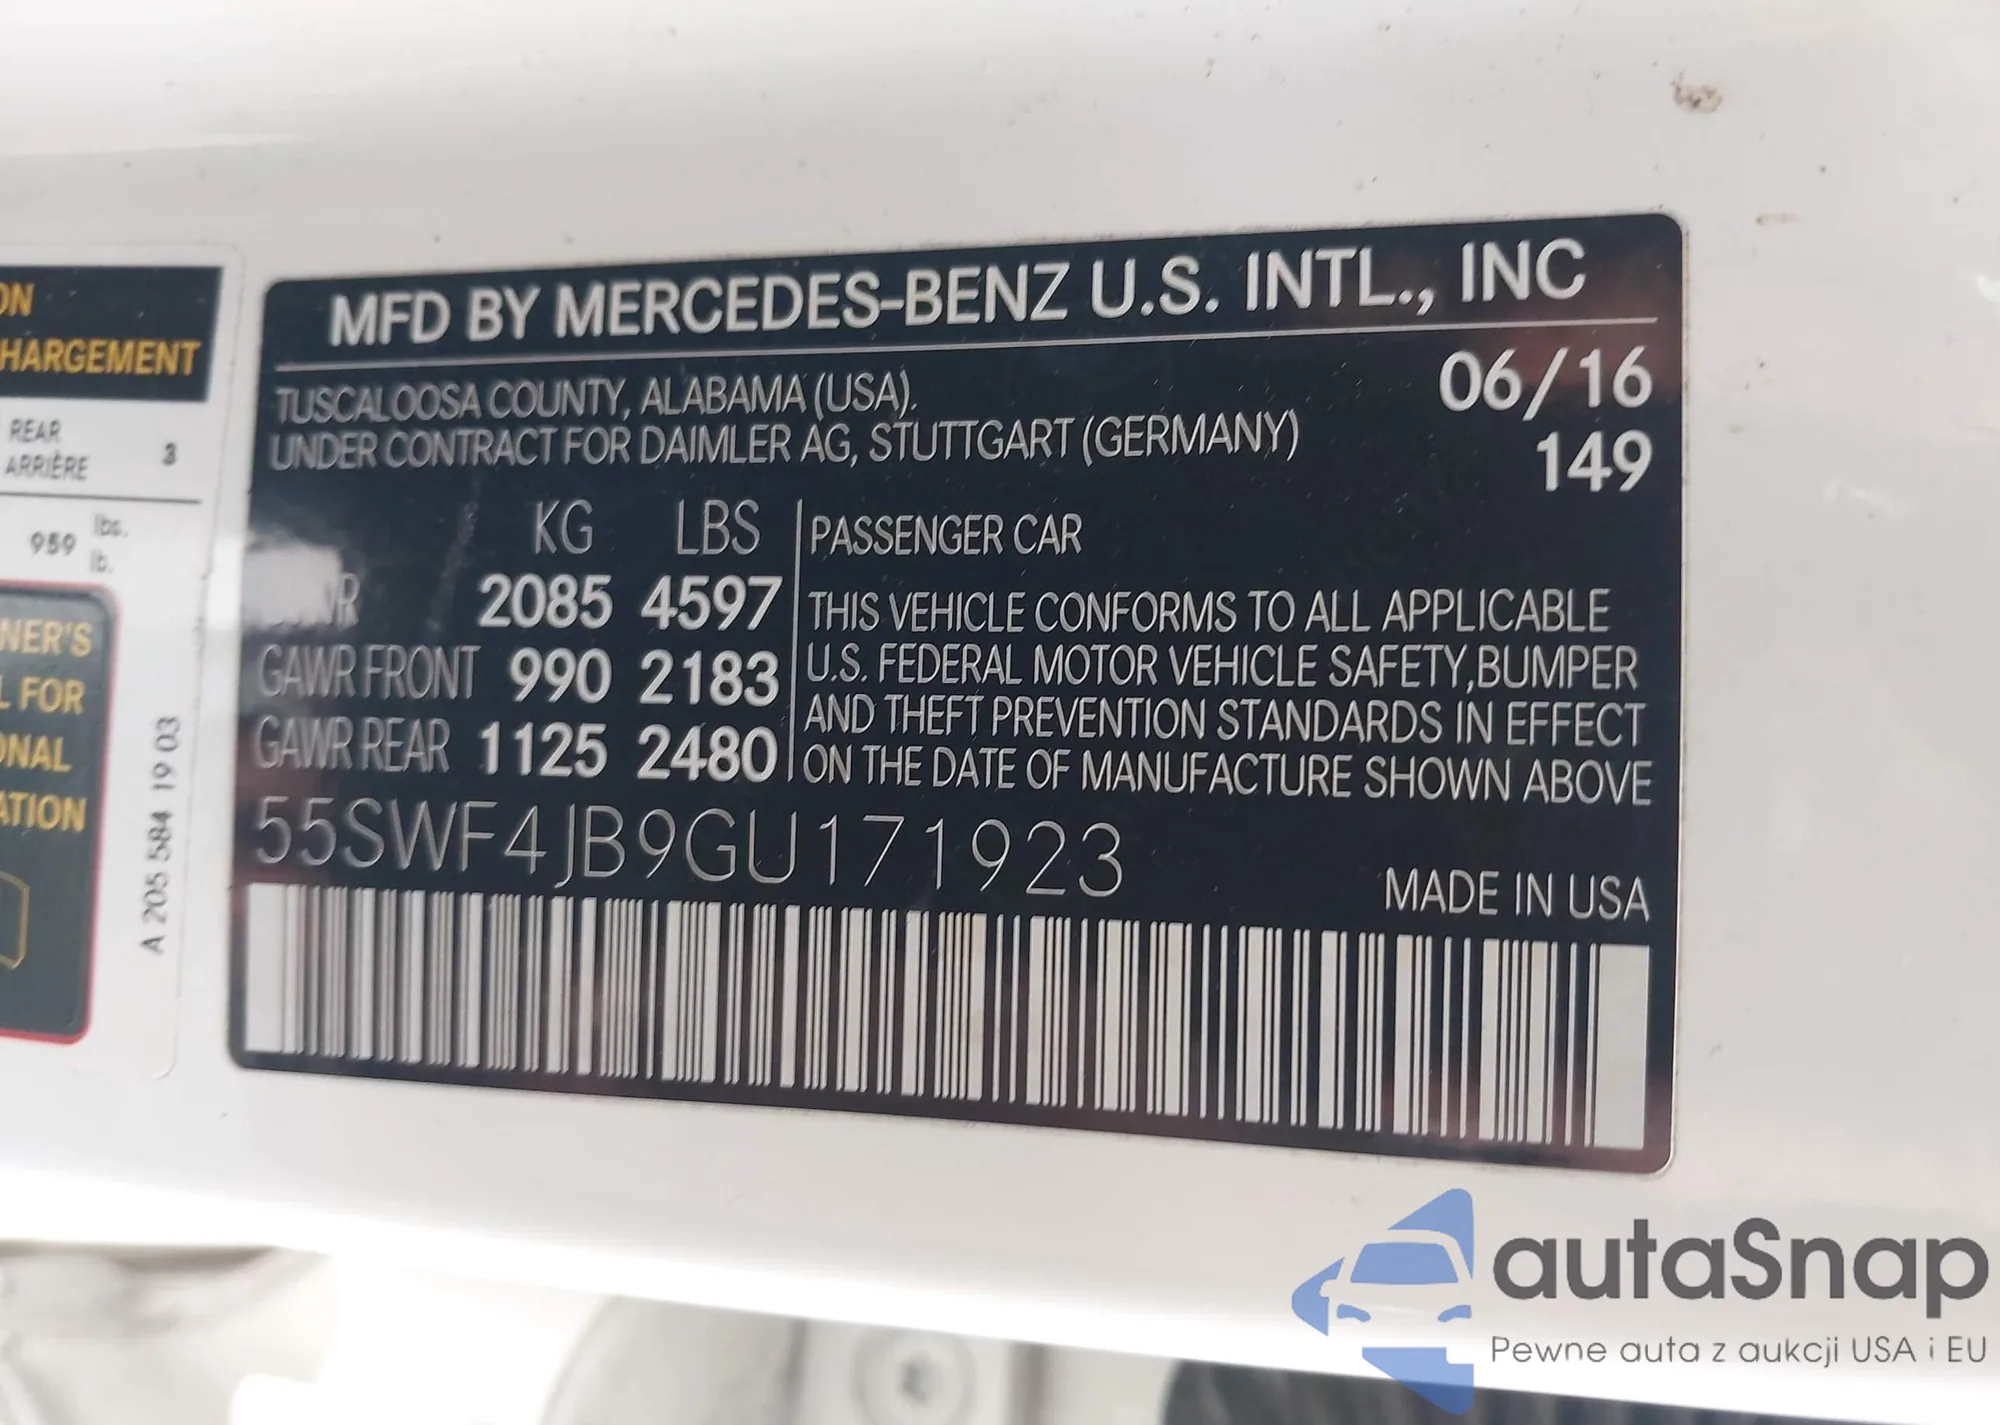 ON
HARGEMENT
REAR
ARRIÈRE 3
959 lbs.
lb.
NER'S
L FOR
ONAL
ATION
A 205 584 19 03
MFD BY MERCEDES-BENZ U.S. INTL., INC
TUSCALOOSA COUNTY, ALABAMA (USA).
UNDER CONTRACT FOR DAIMLER AG, STUTTGART (GERMANY)
06/16
149
KG LBS
2085 4597
GAWR FRONT 990 2183
GAWR REAR 1125 2480
PASSENGER CAR
THIS VEHICLE CONFORMS TO ALL APPLICABLE
U.S. FEDERAL MOTOR VEHICLE SAFETY,BUMPER
AND THEFT PREVENTION STANDARDS IN EFFECT
ON THE DATE OF MANUFACTURE SHOWN ABOVE
55SWF4JB9GU171923
MADE IN USA
autaSnap
Pewne auta z aukcji USA i EU